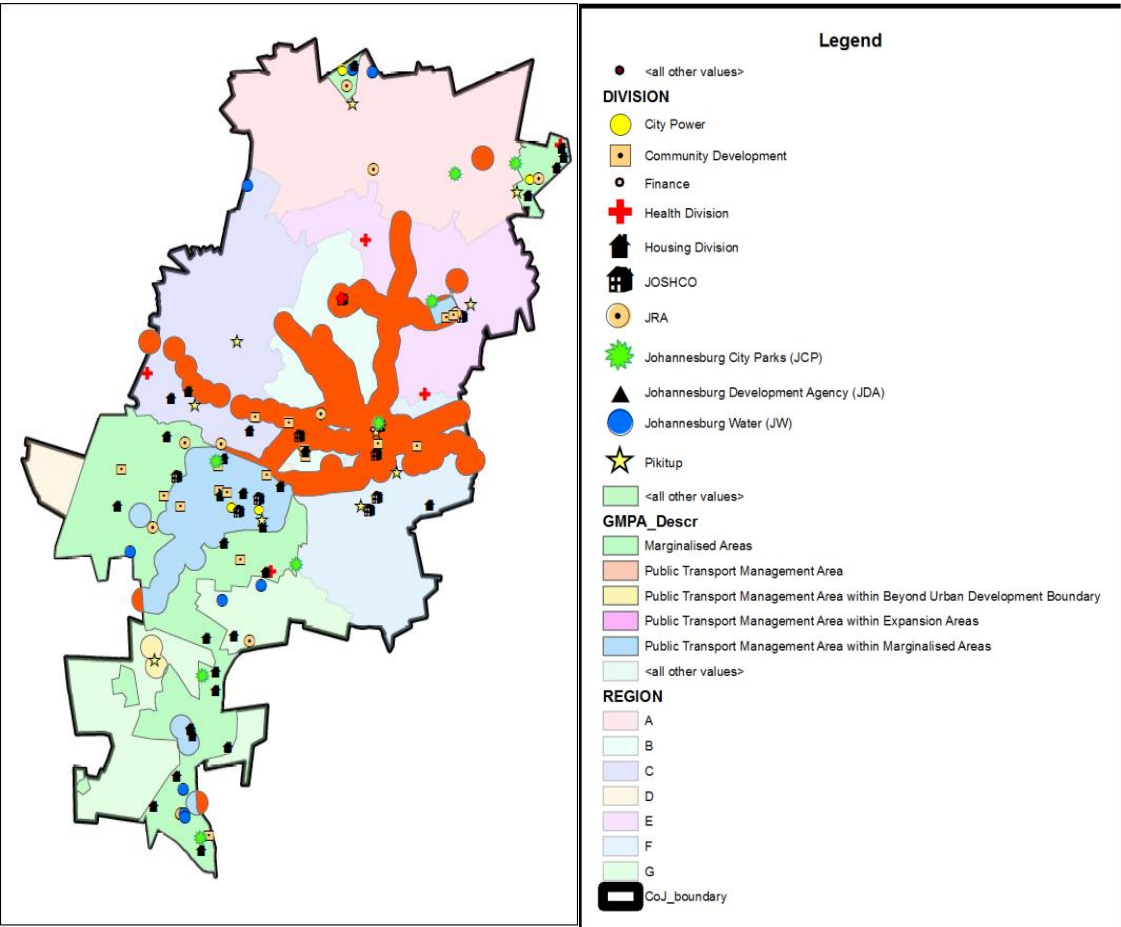 Legend
<all other values>
DIVISION
City Power
Community Development
Finance
Health Division
Housing Division
JOSHCO
JRA
Johannesburg City Parks (JCP)
Johannesburg Development Agency (JDA)
Johannesburg Water (JW)
Pikitup
<all other values>
GMPA_Descr
Marginalised Areas
Public Transport Management Area
Public Transport Management Area within Beyond Urban Development Boundary
Public Transport Management Area within Expansion Areas
Public Transport Management Area within Marginalised Areas
<all other values>
REGION
A
B
C
D
E
F
G
CoJ_boundary